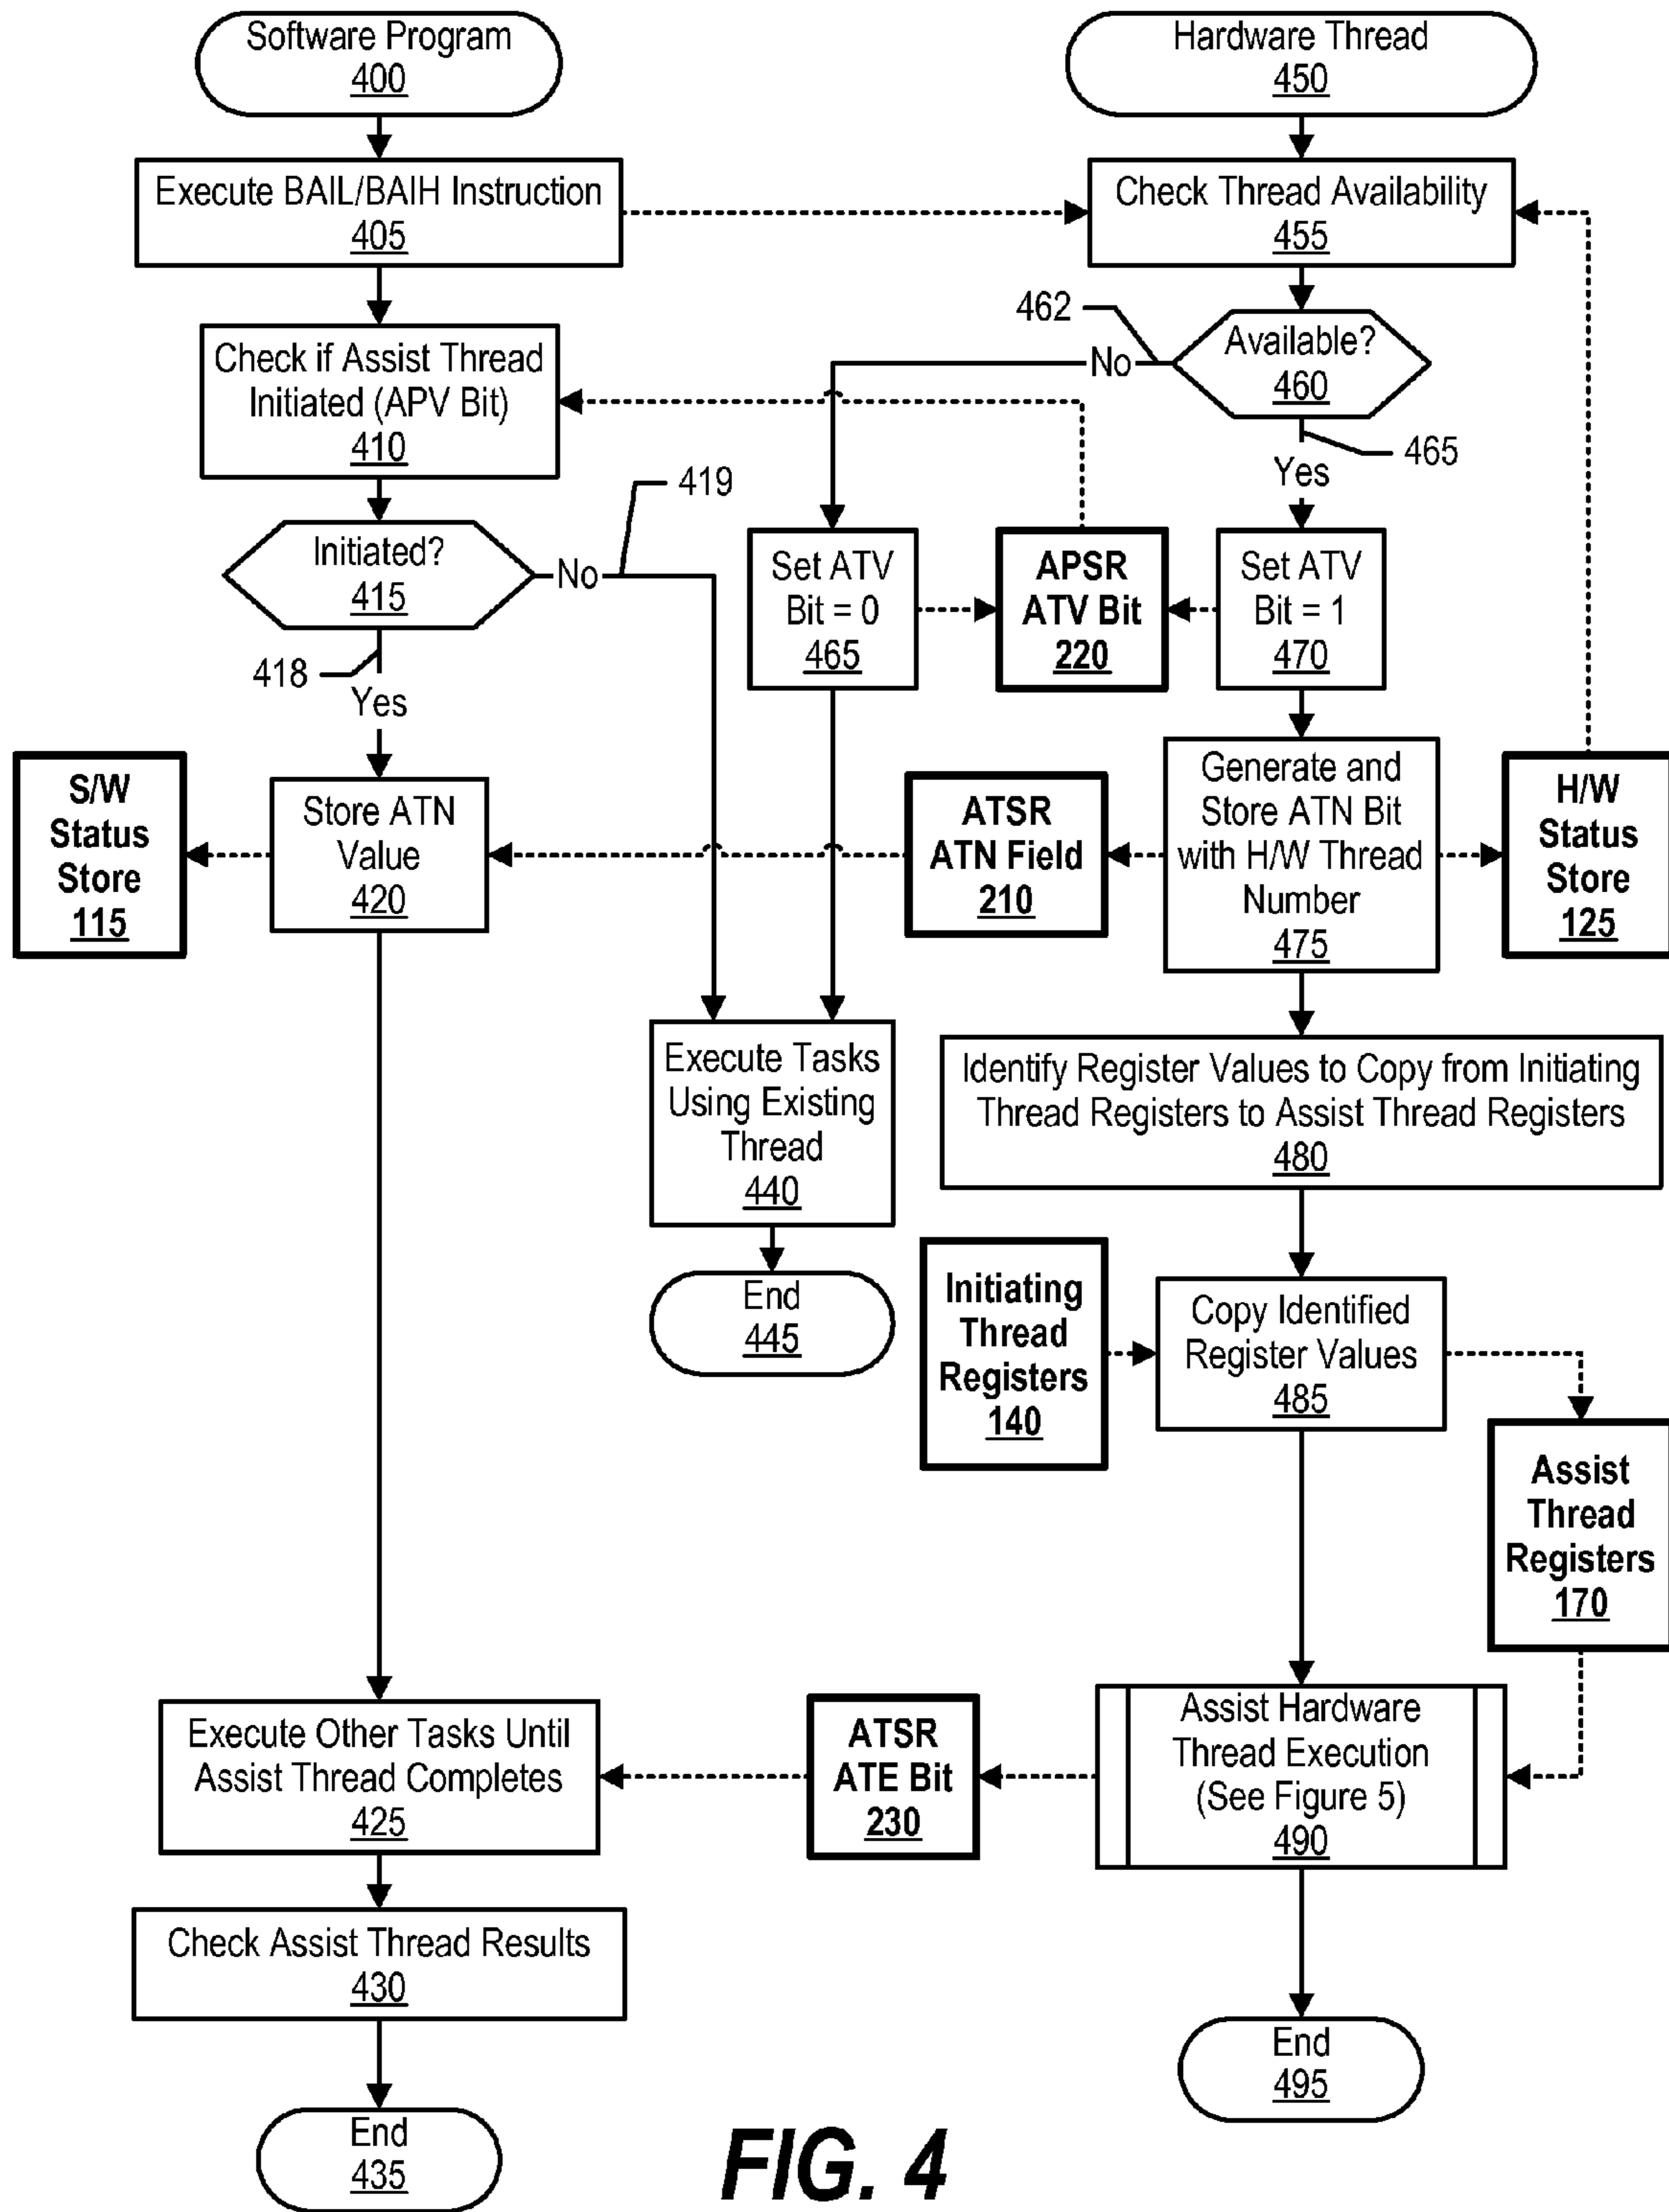 Software Program
400
Hardware Thread
450
Execute BAIL/BAIH Instruction
405
Check Thread Availability
455
Check if Assist Thread
Initiated (APV Bit)
410
462
No
Available?
460
465
Yes
Initiated?
415
No
419
418
Yes
Set ATV
Bit = 0
465
APSR
ATV Bit
220
Set ATV
Bit = 1
470
S/W
Status
Store
115
Store ATN
Value
420
ATSR
ATN Field
210
Generate and
Store ATN Bit
with H/W Thread
Number
475
H/W
Status
Store
125
Execute Tasks
Using Existing
Thread
440
End
445
Identify Register Values to Copy from Initiating
Thread Registers to Assist Thread Registers
480
Initiating
Thread
Registers
140
Copy Identified
Register Values
485
Assist
Thread
Registers
170
Execute Other Tasks Until
Assist Thread Completes
425
ATSR
ATE Bit
230
Assist Hardware
Thread Execution
(See Figure 5)
490
Check Assist Thread Results
430
End
435
End
495
FIG. 4